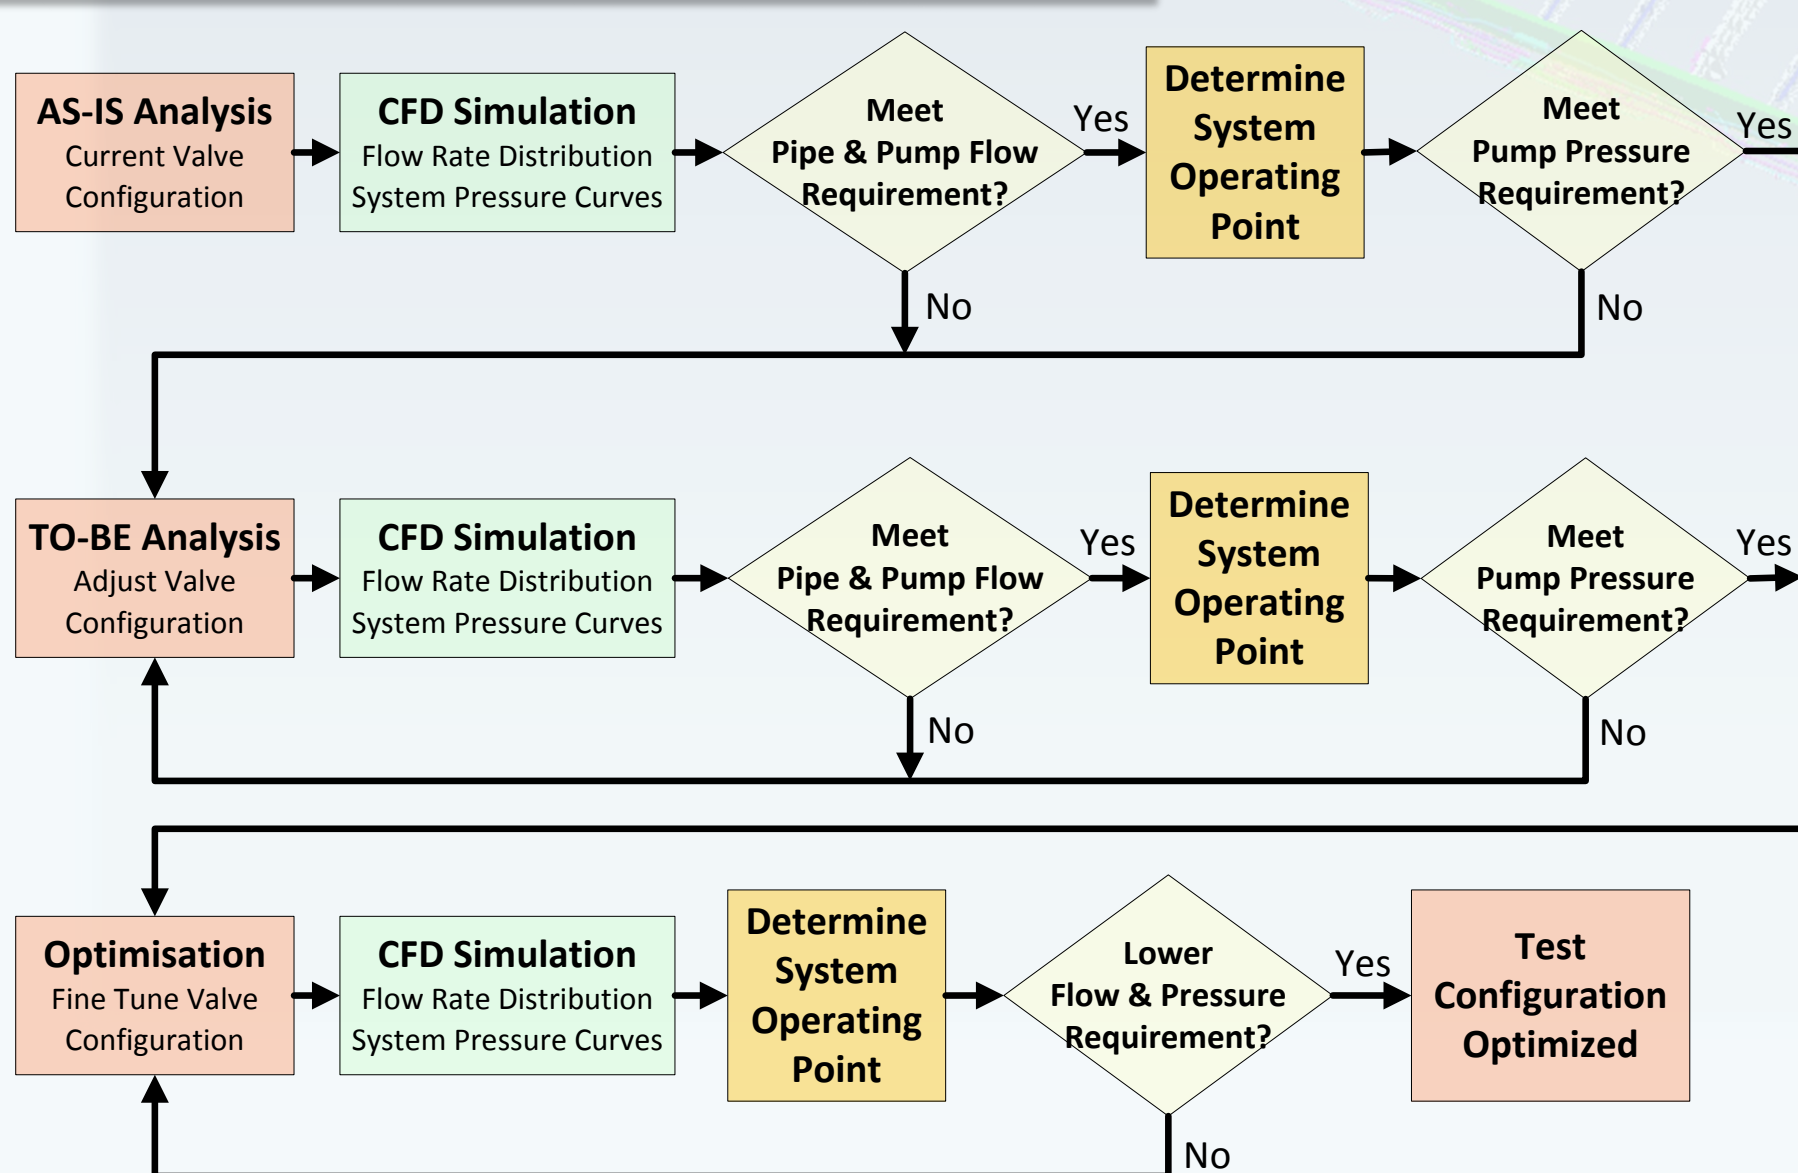 AS-IS Analysis
Current Valve
Configuration
CFD Simulation
Flow Rate Distribution
System Pressure Curves
Meet
Pipe & Pump Flow
Requirement?
Yes
No
Determine
System
Operating
Point
Meet
Pump Pressure
Requirement?
Yes
No
TO-BE Analysis
Adjust Valve
Configuration
CFD Simulation
Flow Rate Distribution
System Pressure Curves
Meet
Pipe & Pump Flow
Requirement?
Yes
No
Determine
System
Operating
Point
Meet
Pump Pressure
Requirement?
Yes
No
Optimisation
Fine Tune Valve
Configuration
CFD Simulation
Flow Rate Distribution
System Pressure Curves
Determine
System
Operating
Point
Lower
Flow & Pressure
Requirement?
Yes
No
Test
Configuration
Optimized